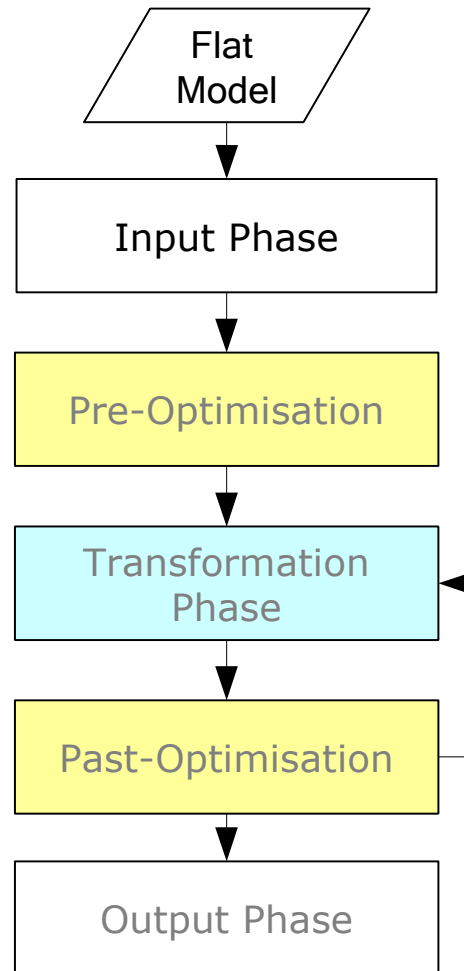 Flat
Model
Input Phase
Pre-Optimisation
Transformation
Phase
Past-Optimisation
Output Phase